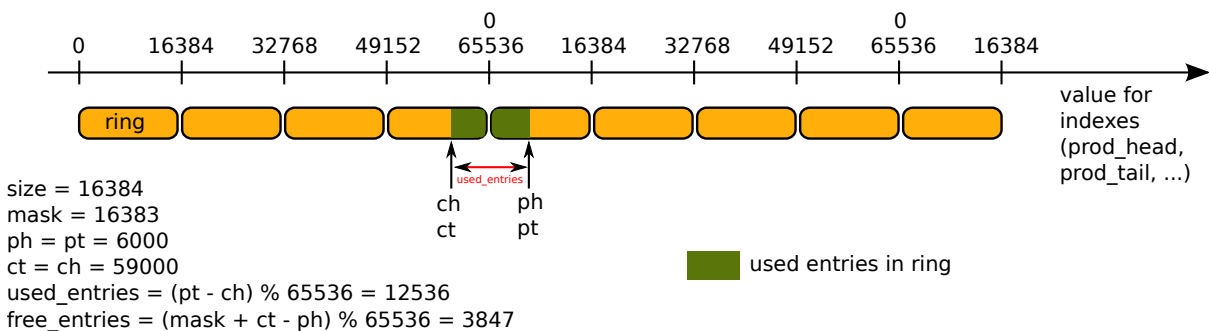 0 0
0 16384 32768 49152 65536 16384 32768 49152 65536 16384
ring
value for
indexes
(prod_head,
prod_tail, ...)
used_entries
ch ph
ct pt
size = 16384
mask = 16383
ph = pt = 6000
ct = ch = 59000
used_entries = (pt - ch) % 65536 = 12536
free_entries = (mask + ct - ph) % 65536 = 3847
used entries in ring